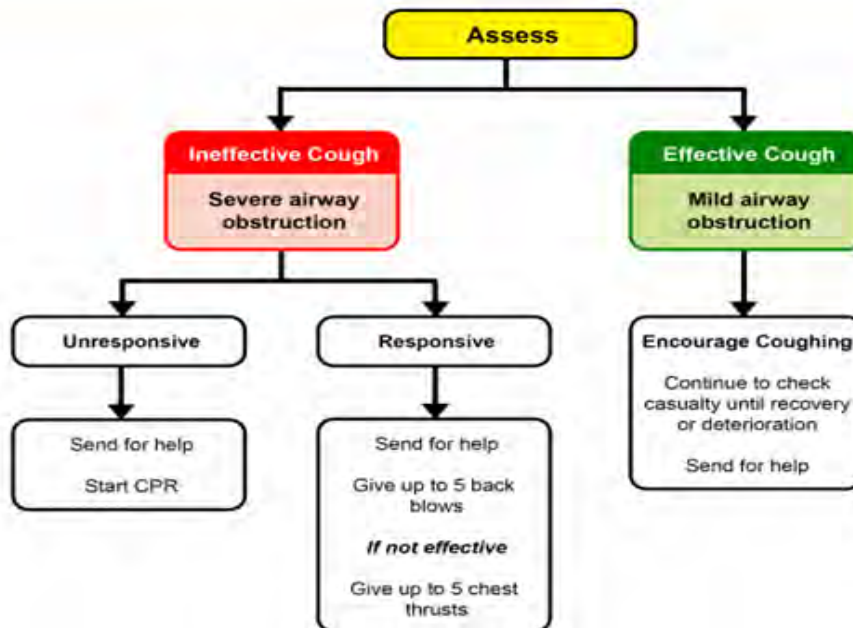 Assess
Ineffective Cough
Severe airway
obstruction
Effective Cough
Mild airway
obstruction
Unresponsive
Responsive
Encourage Coughing
Continue to check
casualty until recovery
or deterioration
Send for help
Send for help
Start CPR
Send for help
Give up to 5 back
blows
If not effective
Give up to 5 chest
thrusts